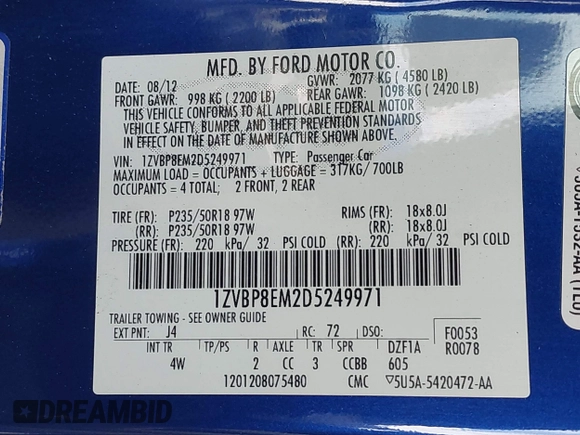 MFD. BY FORD MOTOR CO.
DATE: 08/12 GVWR: 2077 KG ( 4580 LB)
FRONT GAWR: 998 KG ( 2200 LB) REAR GAWR: 1098 KG ( 2420 LB)
THIS VEHICLE CONFORMS TO ALL APPLICABLE FEDERAL MOTOR
VEHICLE SAFETY, BUMPER, AND THEFT PREVENTION STANDARDS
IN EFFECT ON THE DATE OF MANUFACTURE SHOWN ABOVE.
VIN: 1ZVBP8EM2D5249971 TYPE: Passenger Car
MAXIMUM LOAD = OCCUPANTS + LUGGAGE = 317KG/ 700LB
OCCUPANTS = 4 TOTAL; 2 FRONT, 2 REAR
TIRE (FR): P235/50R18 97W RIMS (FR): 18x8.0J
(RR): P235/50R18 97W (RR): 18x8.0J
PRESSURE (FR): 220 kPa/ 32 PSI COLD (RR): 220 kPa/ 32 PSI COLD
1ZVBP8EM2D5249971
TRAILER TOWING - SEE OWNER GUIDE
EXT PNT: J4 RC: 72 DSO: F0053
INT TR TP/PS R AXLE TR SPR DZF1A R0078
4W 2 CC 3 CCBB 605
1201208075480 CMC ▽5U5A-5420472-AA
DREAMBID